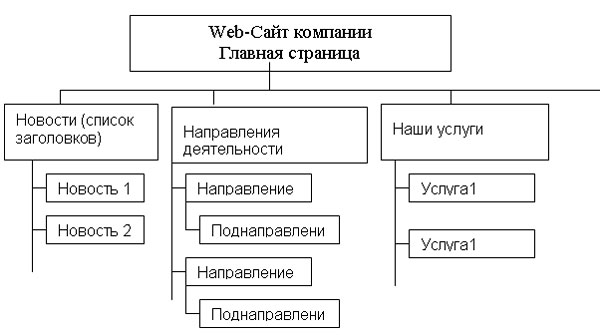 Web-Сайт компании
Главная страница
Новости (список
заголовков)
Новость 1
Новость 2
Направления
деятельности
Направление
Поднаправлени
Направление
Поднаправлени
Наши услуги
Услуга1
Услуга1